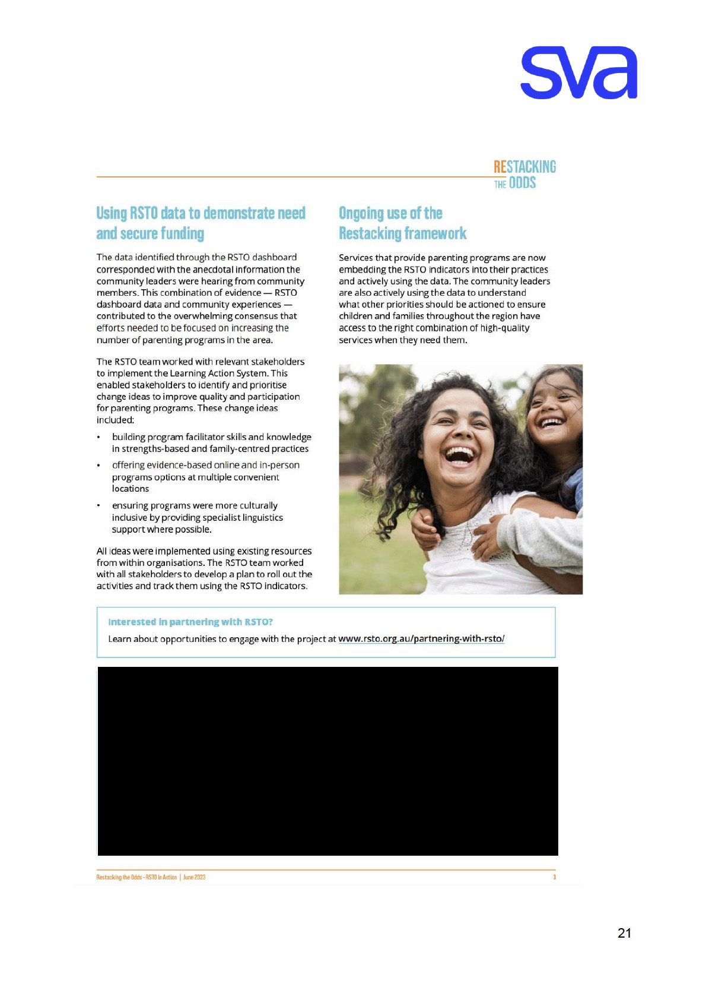 sva
RESTACKING
THE ODDS
Using RSTO data to demonstrate need
and secure funding
The data identified through the RSTO dashboard
corresponded with the anecdotal information the
community leaders were hearing from community
members. This combination of evidence — RSTO
dashboard data and community experiences —
contributed to the overwhelming consensus that
efforts needed to be focused on increasing the
number of parenting programs in the area.
The RSTO team worked with relevant stakeholders
to implement the Learning Action System. This
enabled stakeholders to identify and prioritise
change ideas to improve quality and participation
for parenting programs. These change ideas
included:
• building program facilitator skills and knowledge
in strengths-based and family-centred practices
• offering evidence-based online and in-person
programs options at multiple convenient
locations
• ensuring programs were more culturally
inclusive by providing specialist linguistics
support where possible.
All ideas were implemented using existing resources
from within organisations. The RSTO team worked
with all stakeholders to develop a plan to roll out the
activities and track them using the RSTO indicators.
Ongoing use of the
Restacking framework
Services that provide parenting programs are now
embedding the RSTO indicators into their practices
and actively using the data. The community leaders
are also actively using the data to understand
what other priorities should be actioned to ensure
children and families throughout the region have
access to the right combination of high-quality
services when they need them.
Interested in partnering with RSTO?
Learn about opportunities to engage with the project at www.rsto.org.au/partnering-with-rsto/
Restacking the Odds – RSTO in Action | June 2023
3
21